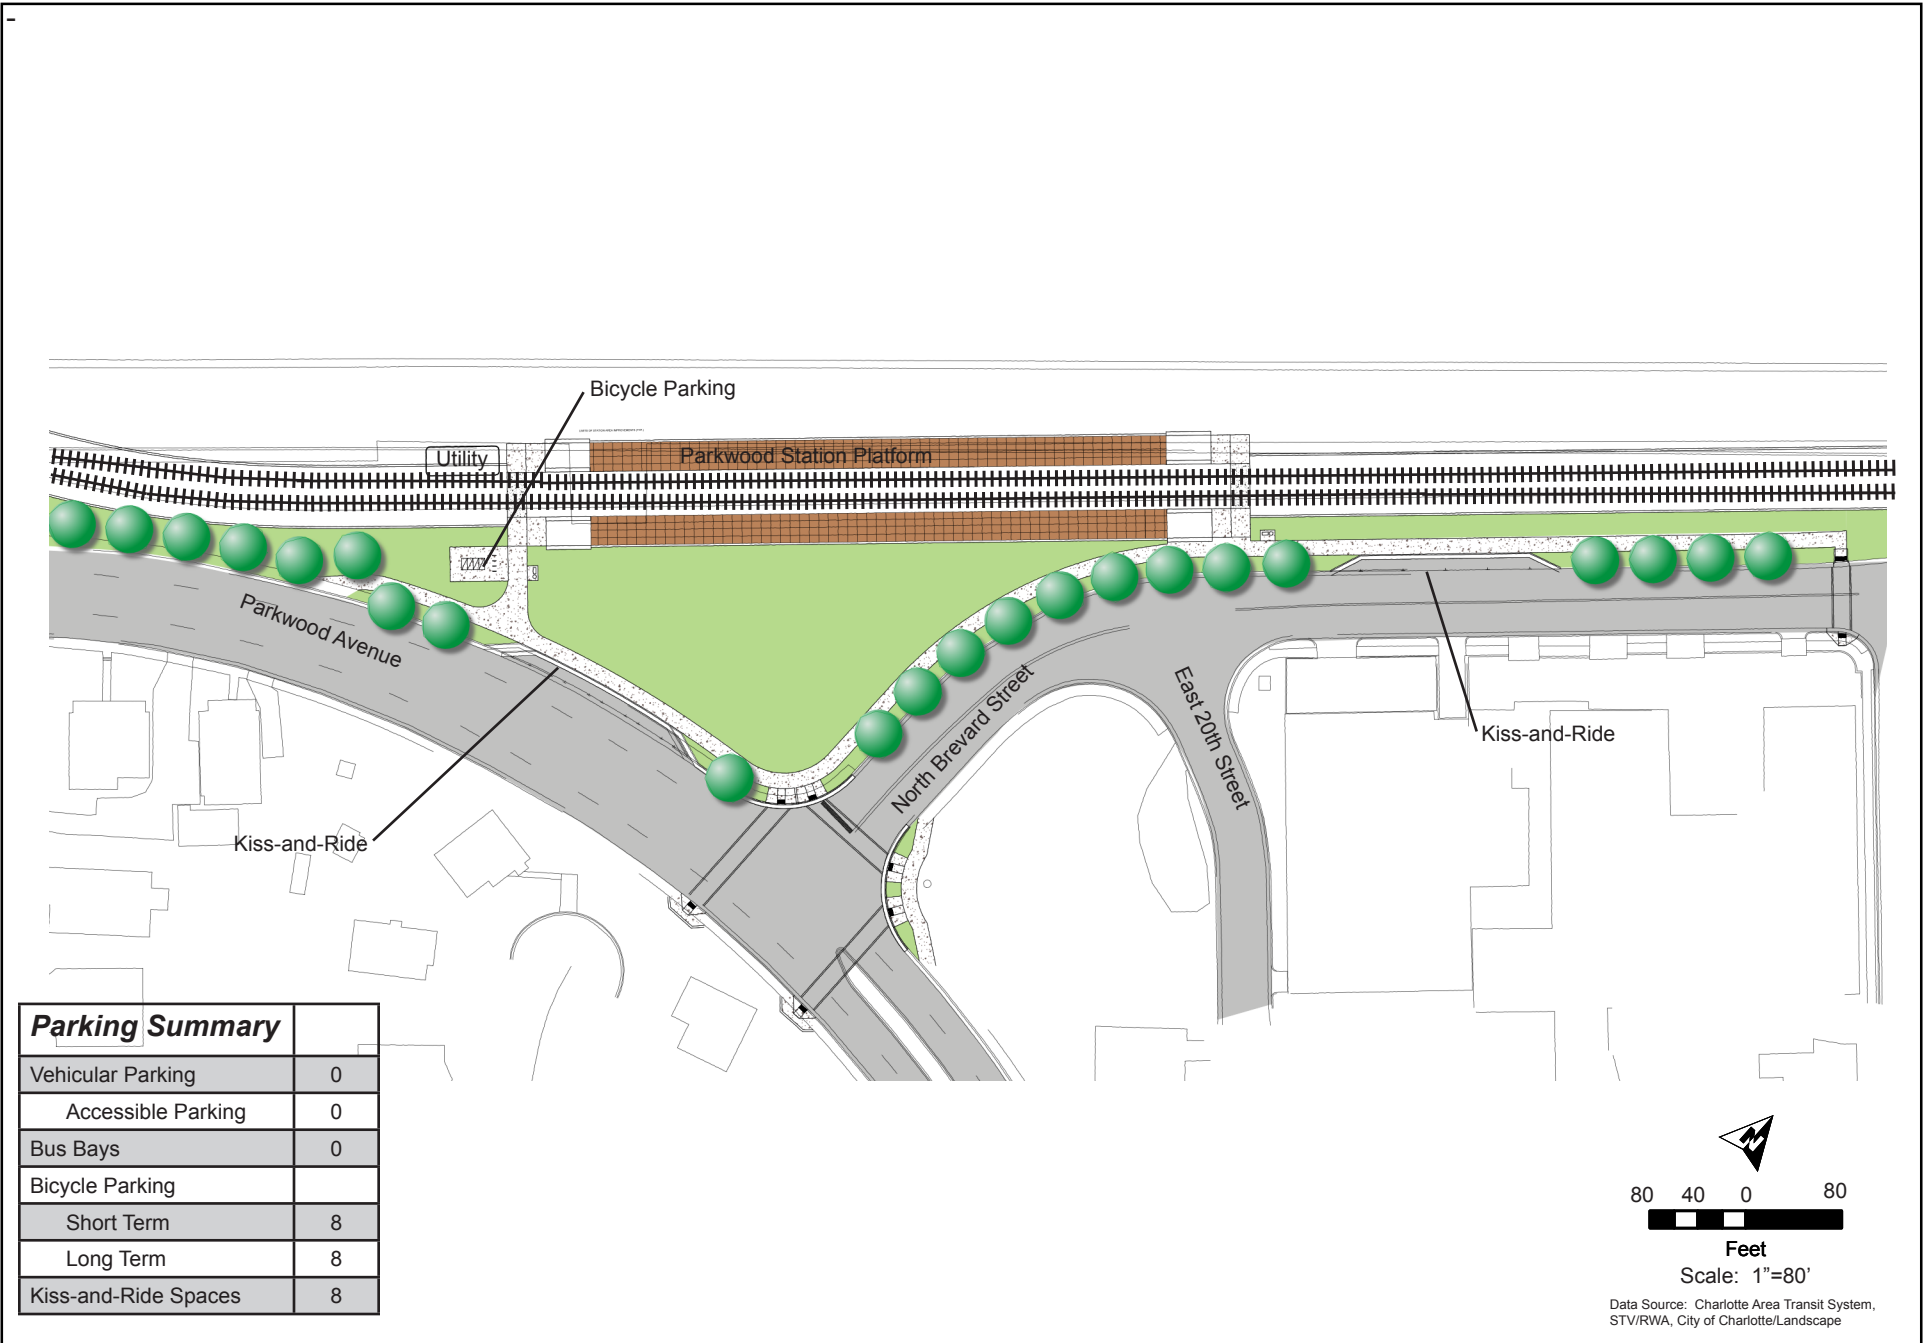 Bicycle Parking
Utility
Parkwood Station Platform
Parkwood Avenue
North Brevard Street
East 20th Street
Kiss-and-Ride
Kiss-and-Ride
Parking Summary
Vehicular Parking 0
Accessible Parking 0
Bus Bays 0
Bicycle Parking
Short Term 8
Long Term 8
Kiss-and-Ride Spaces 8
N
80 40 0 80
Feet
Scale: 1”=80’
Data Source: Charlotte Area Transit System,
STV/RWA, City of Charlotte/Landscape